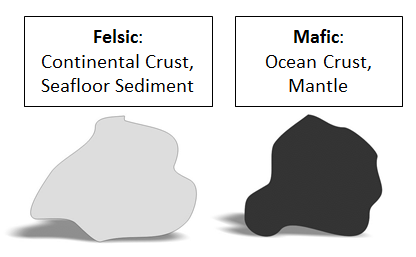 Felsic:
Continental Crust,
Seafloor Sediment
Mafic:
Ocean Crust,
Mantle